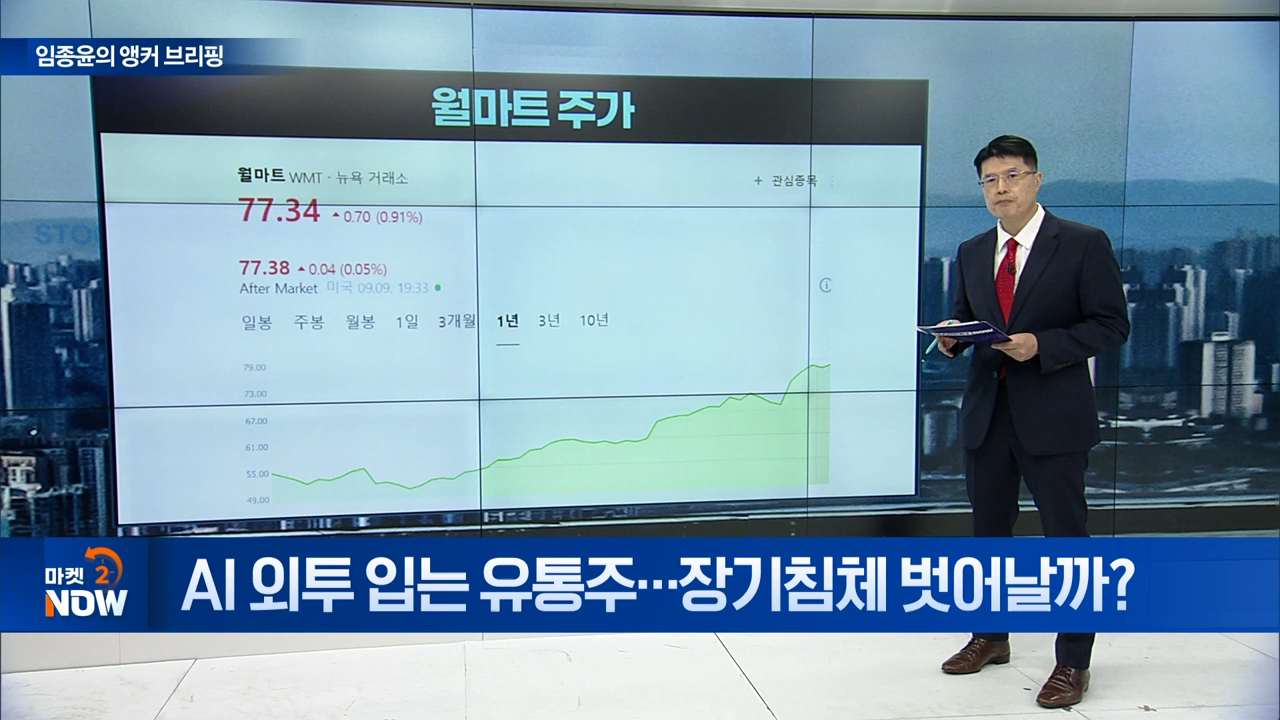 임종윤의 앵커 브리핑
월마트 주가
월마트 WMT · 뉴욕 거래소
+ 관심종목
77.34 ▲ 0.70 (0.91%)
77.38 ▲ 0.04 (0.05%)
After Market 미국 09.09. 19:33
일봉 주봉 월봉 1일 3개월 1년 3년 10년
79.00
73.00
67.00
61.00
55.00
49.00
마켓 2
NOW
AI 외투 입는 유통주…장기침체 벗어날까?